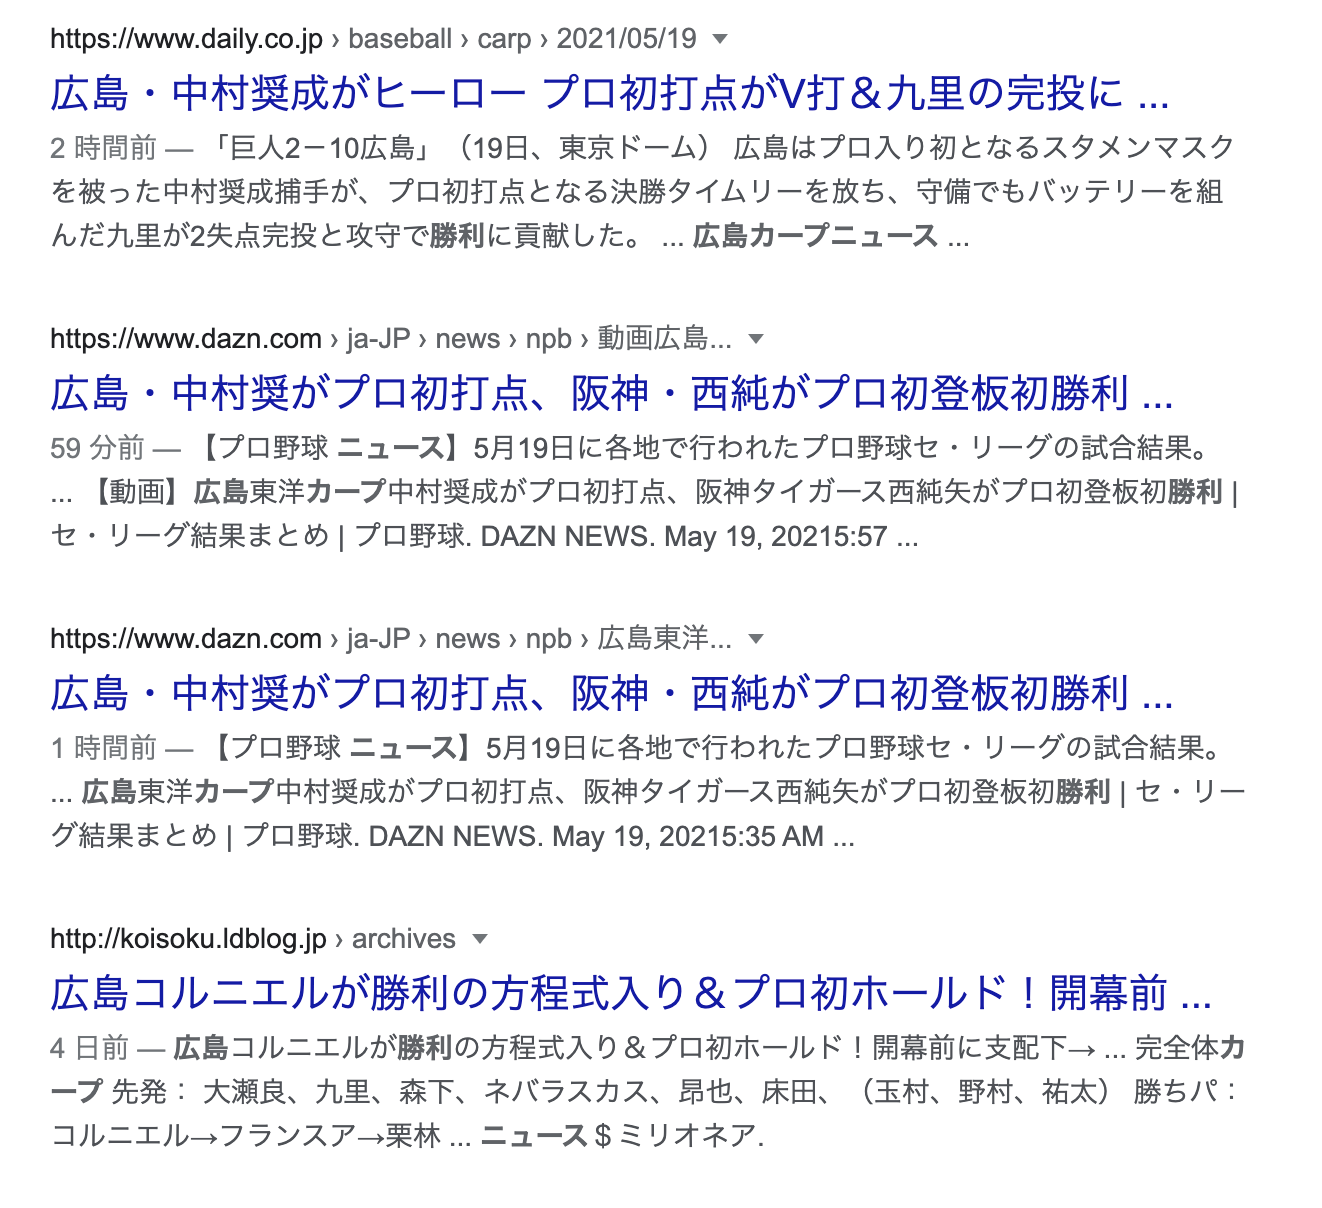 https://www.daily.co.jp › baseball › carp › 2021/05/19
広島・中村奨成がヒーロー プロ初打点がV打＆九里の完投に ...
2 時間前 — 「巨人2－10広島」（19日、東京ドーム） 広島はプロ入り初となるスタメンマスク
を被った中村奨成捕手が、プロ初打点となる決勝タイムリーを放ち、守備でもバッテリーを組
んだ九里が2失点完投と攻守で勝利に貢献した。 ... 広島カープニュース ...
https://www.dazn.com › ja-JP › news › npb › 動画広島...
広島・中村奨がプロ初打点、阪神・西純がプロ初登板初勝利 ...
59 分前 — 【プロ野球 ニュース】5月19日に各地で行われたプロ野球セ・リーグの試合結果。
... 【動画】広島東洋カープ中村奨成がプロ初打点、阪神タイガース西純矢がプロ初登板初勝利 |
セ・リーグ結果まとめ | プロ野球. DAZN NEWS. May 19, 20215:57 ...
https://www.dazn.com › ja-JP › news › npb › 広島東洋...
広島・中村奨がプロ初打点、阪神・西純がプロ初登板初勝利 ...
1 時間前 — 【プロ野球 ニュース】5月19日に各地で行われたプロ野球セ・リーグの試合結果。
... 広島東洋カープ中村奨成がプロ初打点、阪神タイガース西純矢がプロ初登板初勝利 | セ・リー
グ結果まとめ | プロ野球. DAZN NEWS. May 19, 20215:35 AM ...
http://koisoku.ldblog.jp › archives
広島コルニエルが勝利の方程式入り＆プロ初ホールド！開幕前 ...
4 日前 — 広島コルニエルが勝利の方程式入り＆プロ初ホールド！開幕前に支配下→ ... 完全体カ
ープ 先発： 大瀬良、九里、森下、ネバラスカス、昂也、床田、（玉村、野村、祐太） 勝ちパ：
コルニエル→フランスア→栗林 ... ニュース＄ミリオネア.